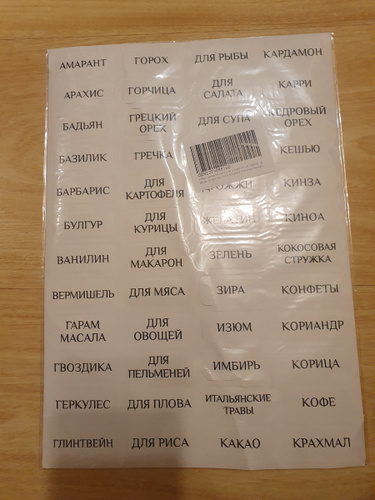 АМАРАНТ
ГОРОХ
ДЛЯ РЫБЫ
КАРДАМОН
АРАХИС
ГОРЧИЦА
ДЛЯ
САЛАТА
КАРРИ
БАДЬЯН
ГРЕЦКИЙ
ОРЕХ
ДЛЯ СУПА
КЕДРОВЫЙ
ОРЕХ
БАЗИЛИК
ГРЕЧКА
КЕШЬЮ
БАРБАРИС
ДЛЯ
КАРТОФЕЛЯ
ДРОЖЖИ
КИНЗА
БУЛГУР
ДЛЯ
КУРИЦЫ
ЖЕЛАТИН
КИНОА
ВАНИЛИН
ДЛЯ
МАКАРОН
ЗЕЛЕНЬ
КОКОСОВАЯ
СТРУЖКА
ВЕРМИШЕЛЬ
ДЛЯ МЯСА
ЗИРА
КОНФЕТЫ
ГАРАМ
МАСАЛА
ДЛЯ
ОВОЩЕЙ
ИЗЮМ
КОРИАНДР
ГВОЗДИКА
ДЛЯ
ПЕЛЬМЕНЕЙ
ИМБИРЬ
КОРИЦА
ГЕРКУЛЕС
ДЛЯ ПЛОВА
ИТАЛЬЯНСКИЕ
ТРАВЫ
КОФЕ
ГЛИНТВЕЙН
ДЛЯ РИСА
КАКАО
КРАХМАЛ